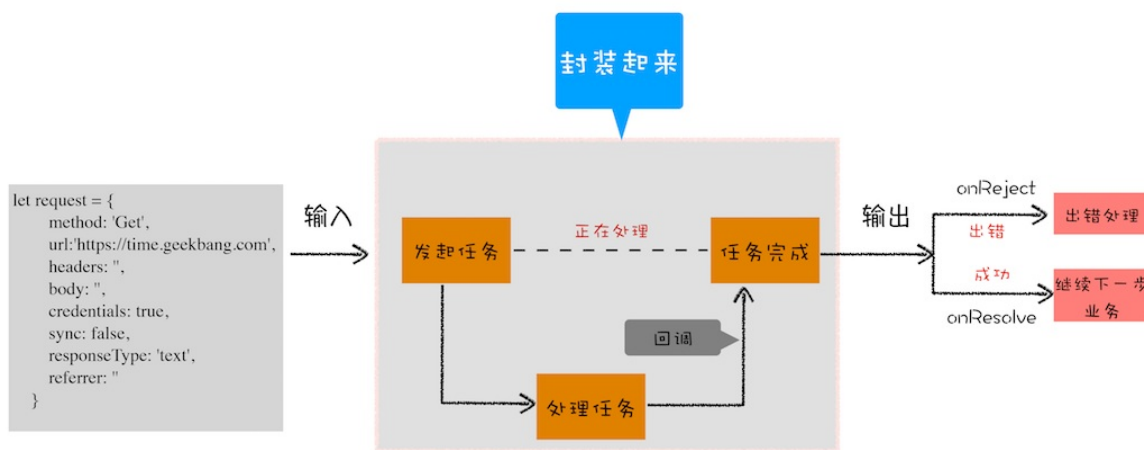 封装起来
let request = {
method: 'Get',
url:'https://time.geekbang.com',
headers: '',
body: '',
credentials: true,
sync: false,
responseType: 'text',
referrer: ''
}
输入
发起任务
正在处理
任务完成
回调
处理任务
输出
onReject
出错
出错处理
成功
onResolve
继续下一步
业务